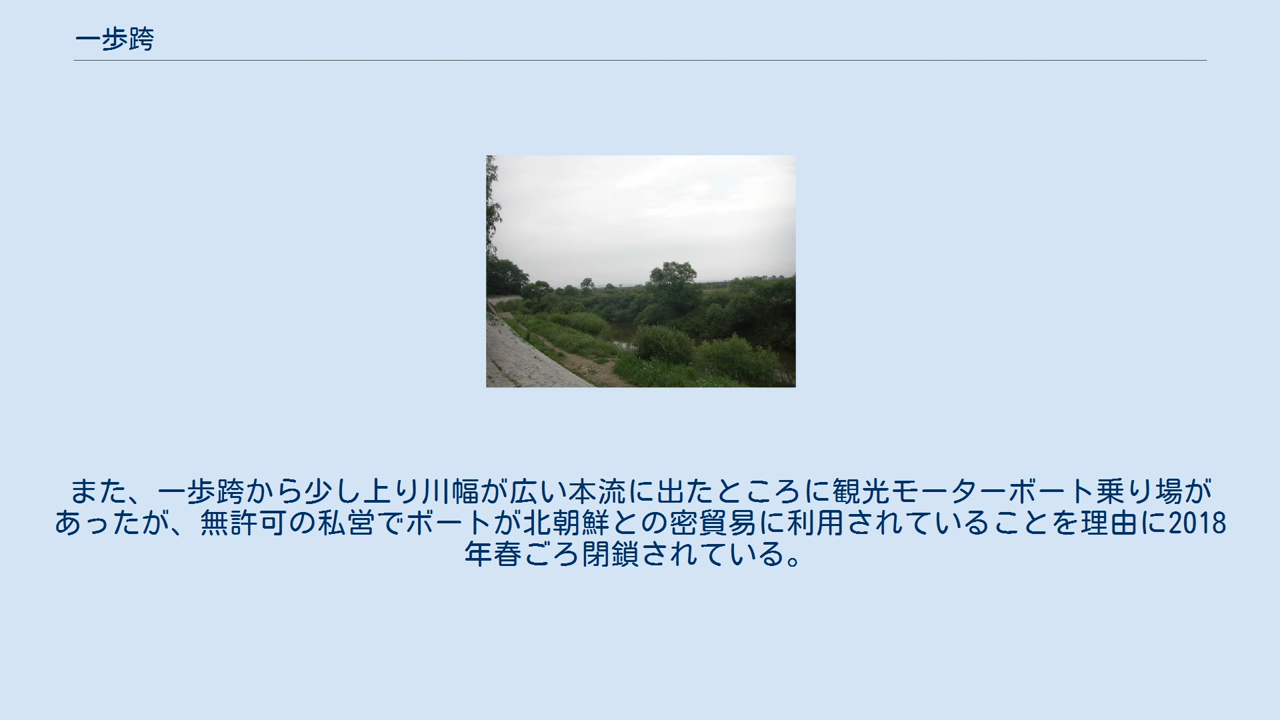 一歩跨
また、一歩跨から少し上り川幅が広い本流に出たところに観光モーターボート乗り場が
あったが、無許可の私営でボートが北朝鮮との密貿易に利用されていることを理由に2018
年春ごろ閉鎖されている。